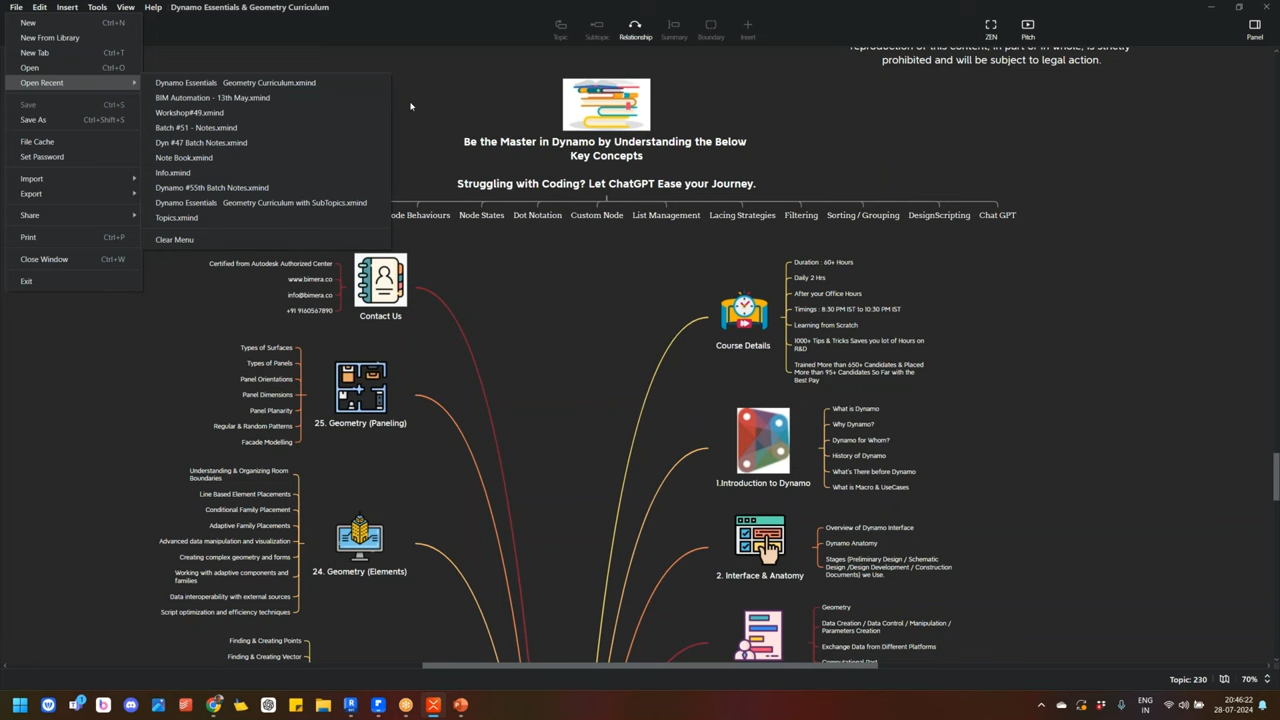 File Edit Insert Tools View Help Dynamo Essentials & Geometry Curriculum
New Ctrl+N
New From Library
New Tab Ctrl+T
Open Ctrl+O
Open Recent
Save Ctrl+S
Save As Ctrl+Shift+S
File Cache
Set Password
Import
Export
Share
Print Ctrl+P
Close Window Ctrl+W
Exit
Dynamo Essentials Geometry Curriculum.xmind
BIM Automation - 13th May.xmind
Workshop#49.xmind
Batch #51 - Notes.xmind
Dyn #47 Batch Notes.xmind
Note Book.xmind
Info.xmind
Dynamo #55th Batch Notes.xmind
Dynamo Essentials Geometry Curriculum with SubTopics.xmind
Topics.xmind
Clear Menu
Topic Subtopic Relationship Summary Boundary Insert
ZEN Pitch Panel
reproduction of this content, in part or in whole, is strictly
prohibited and will be subject to legal action.
Be the Master in Dynamo by Understanding the Below
Key Concepts
Struggling with Coding? Let ChatGPT Ease your Journey.
ode Behaviours Node States Dot Notation Custom Node List Management Lacing Strategies Filtering Sorting / Grouping DesignScripting Chat GPT
Certified from Autodesk Authorized Center
www.bimera.co
info@bimera.co
+91 9160567890
Contact Us
Types of Surfaces
Types of Panels
Panel Orientations
Panel Dimensions
Panel Planarity
Regular & Random Patterns
Facade Modelling
25. Geometry (Paneling)
Understanding & Organizing Room
Boundaries
Line Based Element Placements
Conditional Family Placement
Adaptive Family Placements
Advanced data manipulation and visualization
Creating complex geometry and forms
Working with adaptive components and
families
Data interoperability with external sources
Script optimization and efficiency techniques
24. Geometry (Elements)
Finding & Creating Points
Finding & Creating Vector
Course Details
Duration : 60+ Hours
Daily 2 Hrs
After your Office Hours
Timings : 8:30 PM IST to 10:30 PM IST
Learning from Scratch
1000+ Tips & Tricks Saves you lot of Hours on
R&D
Trained More than 650+ Candidates & Placed
More than 95+ Candidates So Far with the
Best Pay
1.Introduction to Dynamo
What is Dynamo
Why Dynamo?
Dynamo for Whom?
History of Dynamo
What's There before Dynamo
What is Macro & UseCases
2. Interface & Anatomy
Overview of Dynamo Interface
Dynamo Anatomy
Stages (Preliminary Design / Schematic
Design /Design Development / Construction
Documents) we Use.
Geometry
Data Creation / Data Control / Manipulation /
Parameters Creation
Exchange Data from Different Platforms
Topic: 230 70%
ENG
IN
20:46:22
28-07-2024